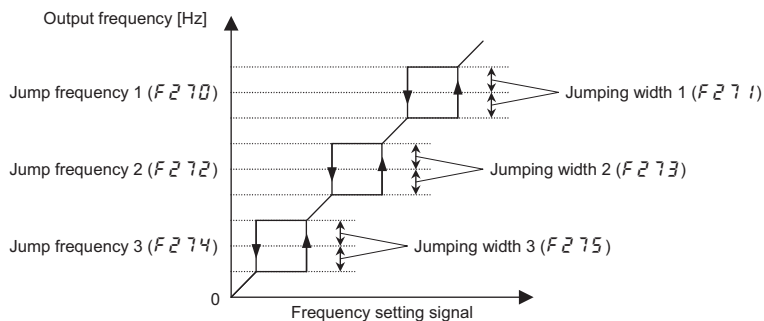 Output frequency [Hz]
Jump frequency 1 (F270)
Jumping width 1 (F271)
Jump frequency 2 (F272)
Jumping width 2 (F273)
Jump frequency 3 (F274)
Jumping width 3 (F275)
0
Frequency setting signal